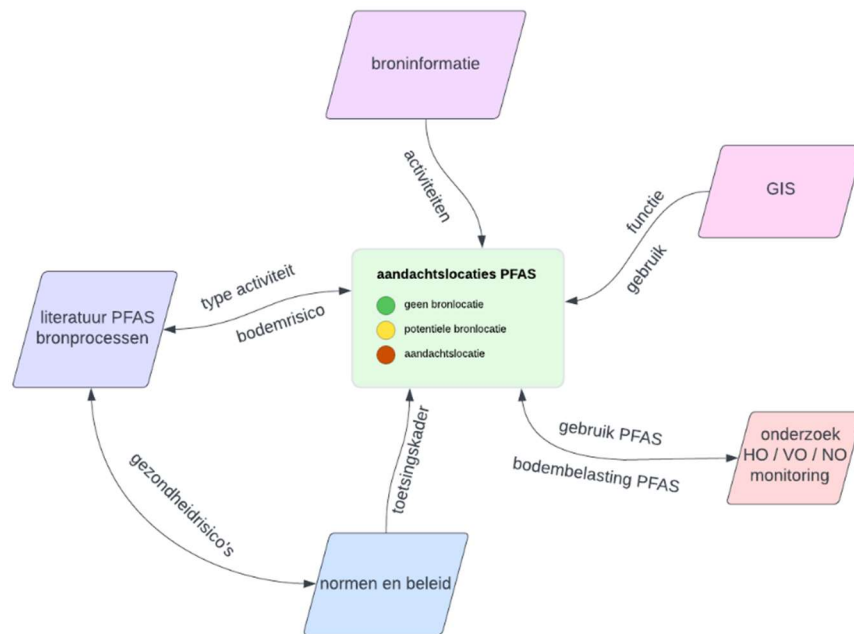 broninformatie
activiteiten
GIS
functie
gebruik
aandachtslocaties PFAS
geen bronlocatie
potentiele bronlocatie
aandachtslocatie
type activiteit
bodemrisico
literatuur PFAS
bronprocessen
gebruik PFAS
bodembelasting PFAS
onderzoek
HO / VO / NO
monitoring
toetsingskader
gezondheidrisico's
normen en beleid